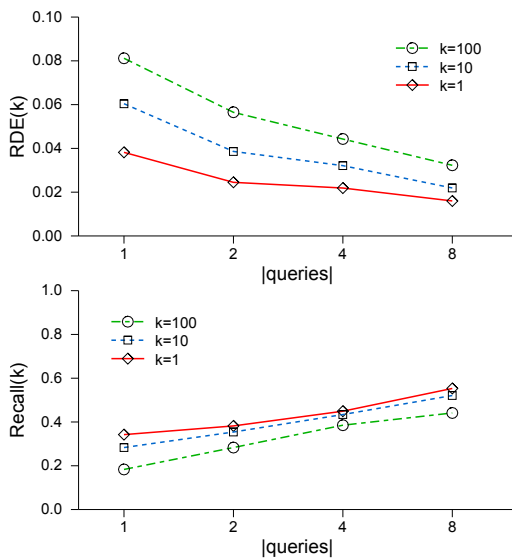 0.10
0.08
0.06
0.04
0.02
0.00
RDE(k)
k=100
k=10
k=1
1 2 4 8
|queries|
1.0
0.8
0.6
0.4
0.2
0.0
Recall(k)
k=100
k=10
k=1
1 2 4 8
|queries|